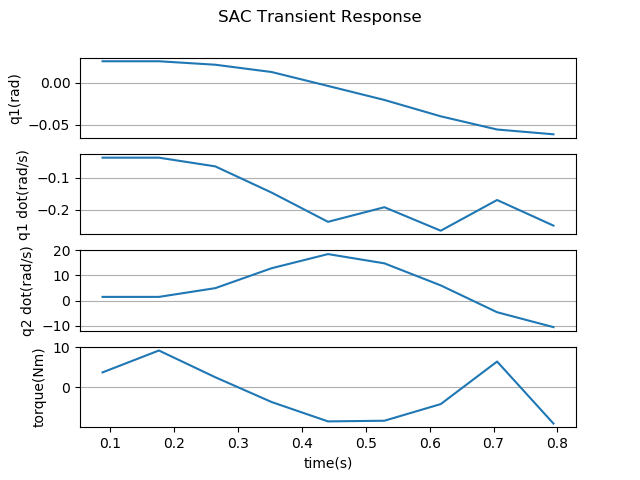 SAC Transient Response
q1(rad)
0.00
−0.05
q1 dot(rad/s)
−0.1
−0.2
q2 dot(rad/s)
20
10
0
−10
torque(Nm)
10
0
0.1 0.2 0.3 0.4 0.5 0.6 0.7 0.8
time(s)